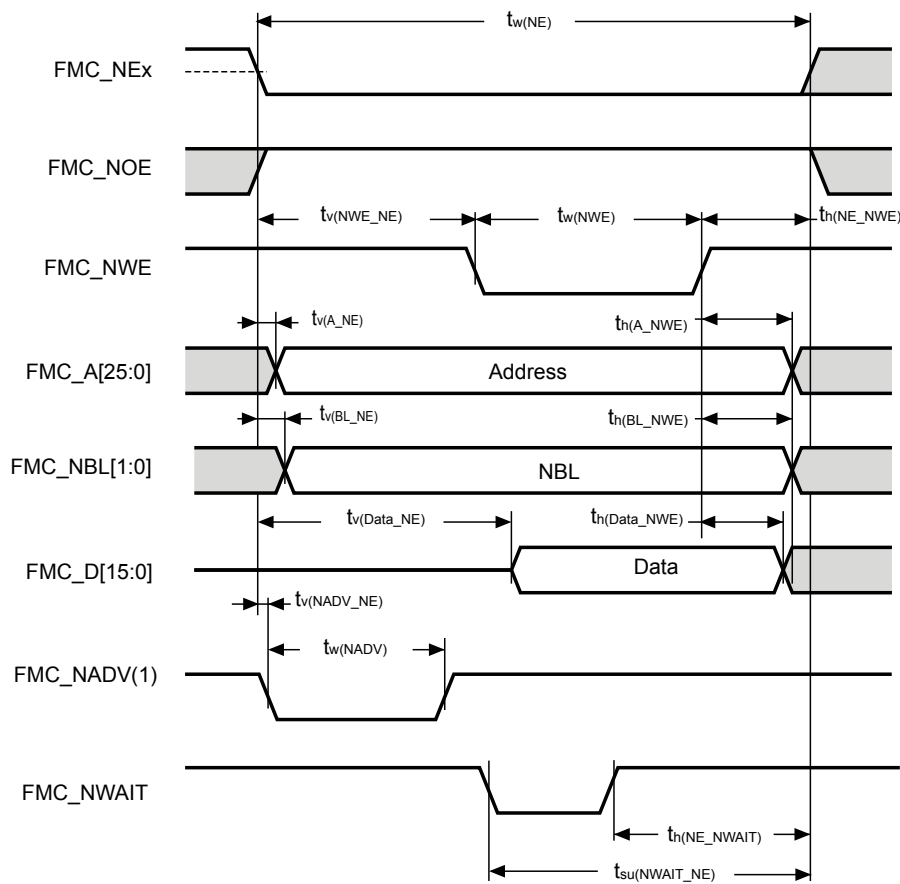 tw(NE)
FMC_NEx
FMC_NOE
tv(NWE_NE)
tw(NWE)
th(NE_NWE)
FMC_NWE
tv(A_NE)
th(A_NWE)
FMC_A[25:0]
Address
tv(BL_NE)
th(BL_NWE)
FMC_NBL[1:0]
NBL
tv(Data_NE)
th(Data_NWE)
FMC_D[15:0]
Data
tv(NADV_NE)
tw(NADV)
FMC_NADV(1)
FMC_NWAIT
th(NE_NWAIT)
tsu(NWAIT_NE)